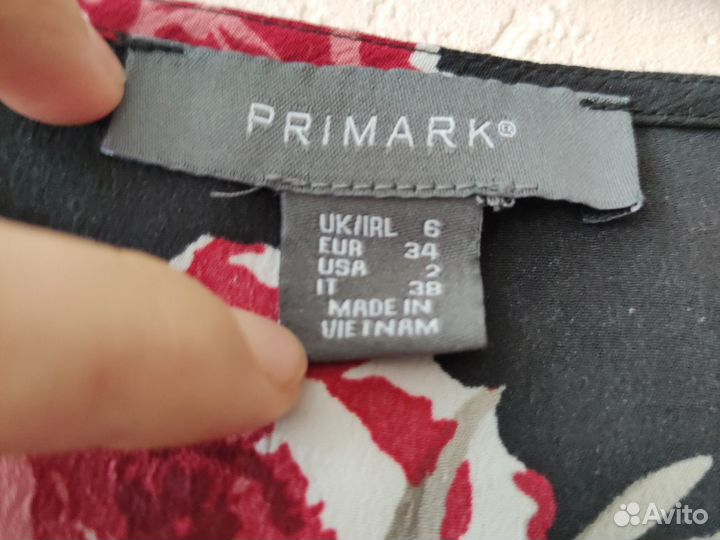 PRIMARK®
UK/IRL 6
EUR 34
USA 2
IT 38
MADE IN
VIETNAM
Avito